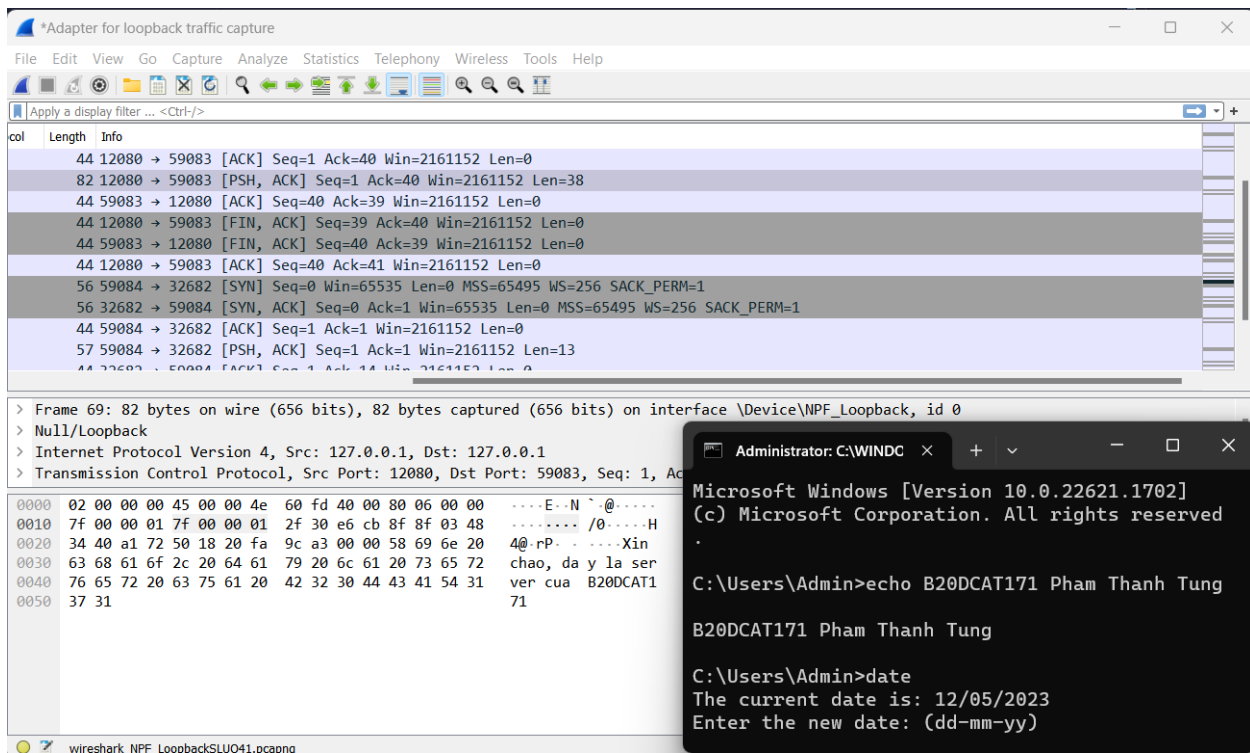 *Adapter for loopback traffic capture
File Edit View Go Capture Analyze Statistics Telephony Wireless Tools Help
Apply a display filter ... <Ctrl-/>
col Length Info
44 12080 → 59083 [ACK] Seq=1 Ack=40 Win=2161152 Len=0
82 12080 → 59083 [PSH, ACK] Seq=1 Ack=40 Win=2161152 Len=38
44 59083 → 12080 [ACK] Seq=40 Ack=39 Win=2161152 Len=0
44 12080 → 59083 [FIN, ACK] Seq=39 Ack=40 Win=2161152 Len=0
44 59083 → 12080 [FIN, ACK] Seq=40 Ack=39 Win=2161152 Len=0
44 12080 → 59083 [ACK] Seq=40 Ack=41 Win=2161152 Len=0
56 59084 → 32682 [SYN] Seq=0 Win=65535 Len=0 MSS=65495 WS=256 SACK_PERM=1
56 32682 → 59084 [SYN, ACK] Seq=0 Ack=1 Win=65535 Len=0 MSS=65495 WS=256 SACK_PERM=1
44 59084 → 32682 [ACK] Seq=1 Ack=1 Win=2161152 Len=0
57 59084 → 32682 [PSH, ACK] Seq=1 Ack=1 Win=2161152 Len=13
44 32682 → 59084 [ACK] Seq=1 Ack=14 Win=2161152 Len=0
> Frame 69: 82 bytes on wire (656 bits), 82 bytes captured (656 bits) on interface \Device\NPF_Loopback, id 0
> Null/Loopback
> Internet Protocol Version 4, Src: 127.0.0.1, Dst: 127.0.0.1
> Transmission Control Protocol, Src Port: 12080, Dst Port: 59083, Seq: 1, Ac
0000 02 00 00 00 45 00 00 4e 60 fd 40 00 80 06 00 00 ····E··N `·@·····
0010 7f 00 00 01 7f 00 00 01 2f 30 e6 cb 8f 8f 03 48 ········ /0·····H
0020 34 40 a1 72 50 18 20 fa 9c a3 00 00 58 69 6e 20 4@·rP· · ····Xin
0030 63 68 61 6f 2c 20 64 61 79 20 6c 61 20 73 65 72 chao, da y la ser
0040 76 65 72 20 63 75 61 20 42 32 30 44 43 41 54 31 ver cua B20DCAT1
0050 37 31 71
wireshark_NPF_LoopbackSLUO41.pcapng
Administrator: C:\WINDC
Microsoft Windows [Version 10.0.22621.1702]
(c) Microsoft Corporation. All rights reserved
.
C:\Users\Admin>echo B20DCAT171 Pham Thanh Tung
B20DCAT171 Pham Thanh Tung
C:\Users\Admin>date
The current date is: 12/05/2023
Enter the new date: (dd-mm-yy)